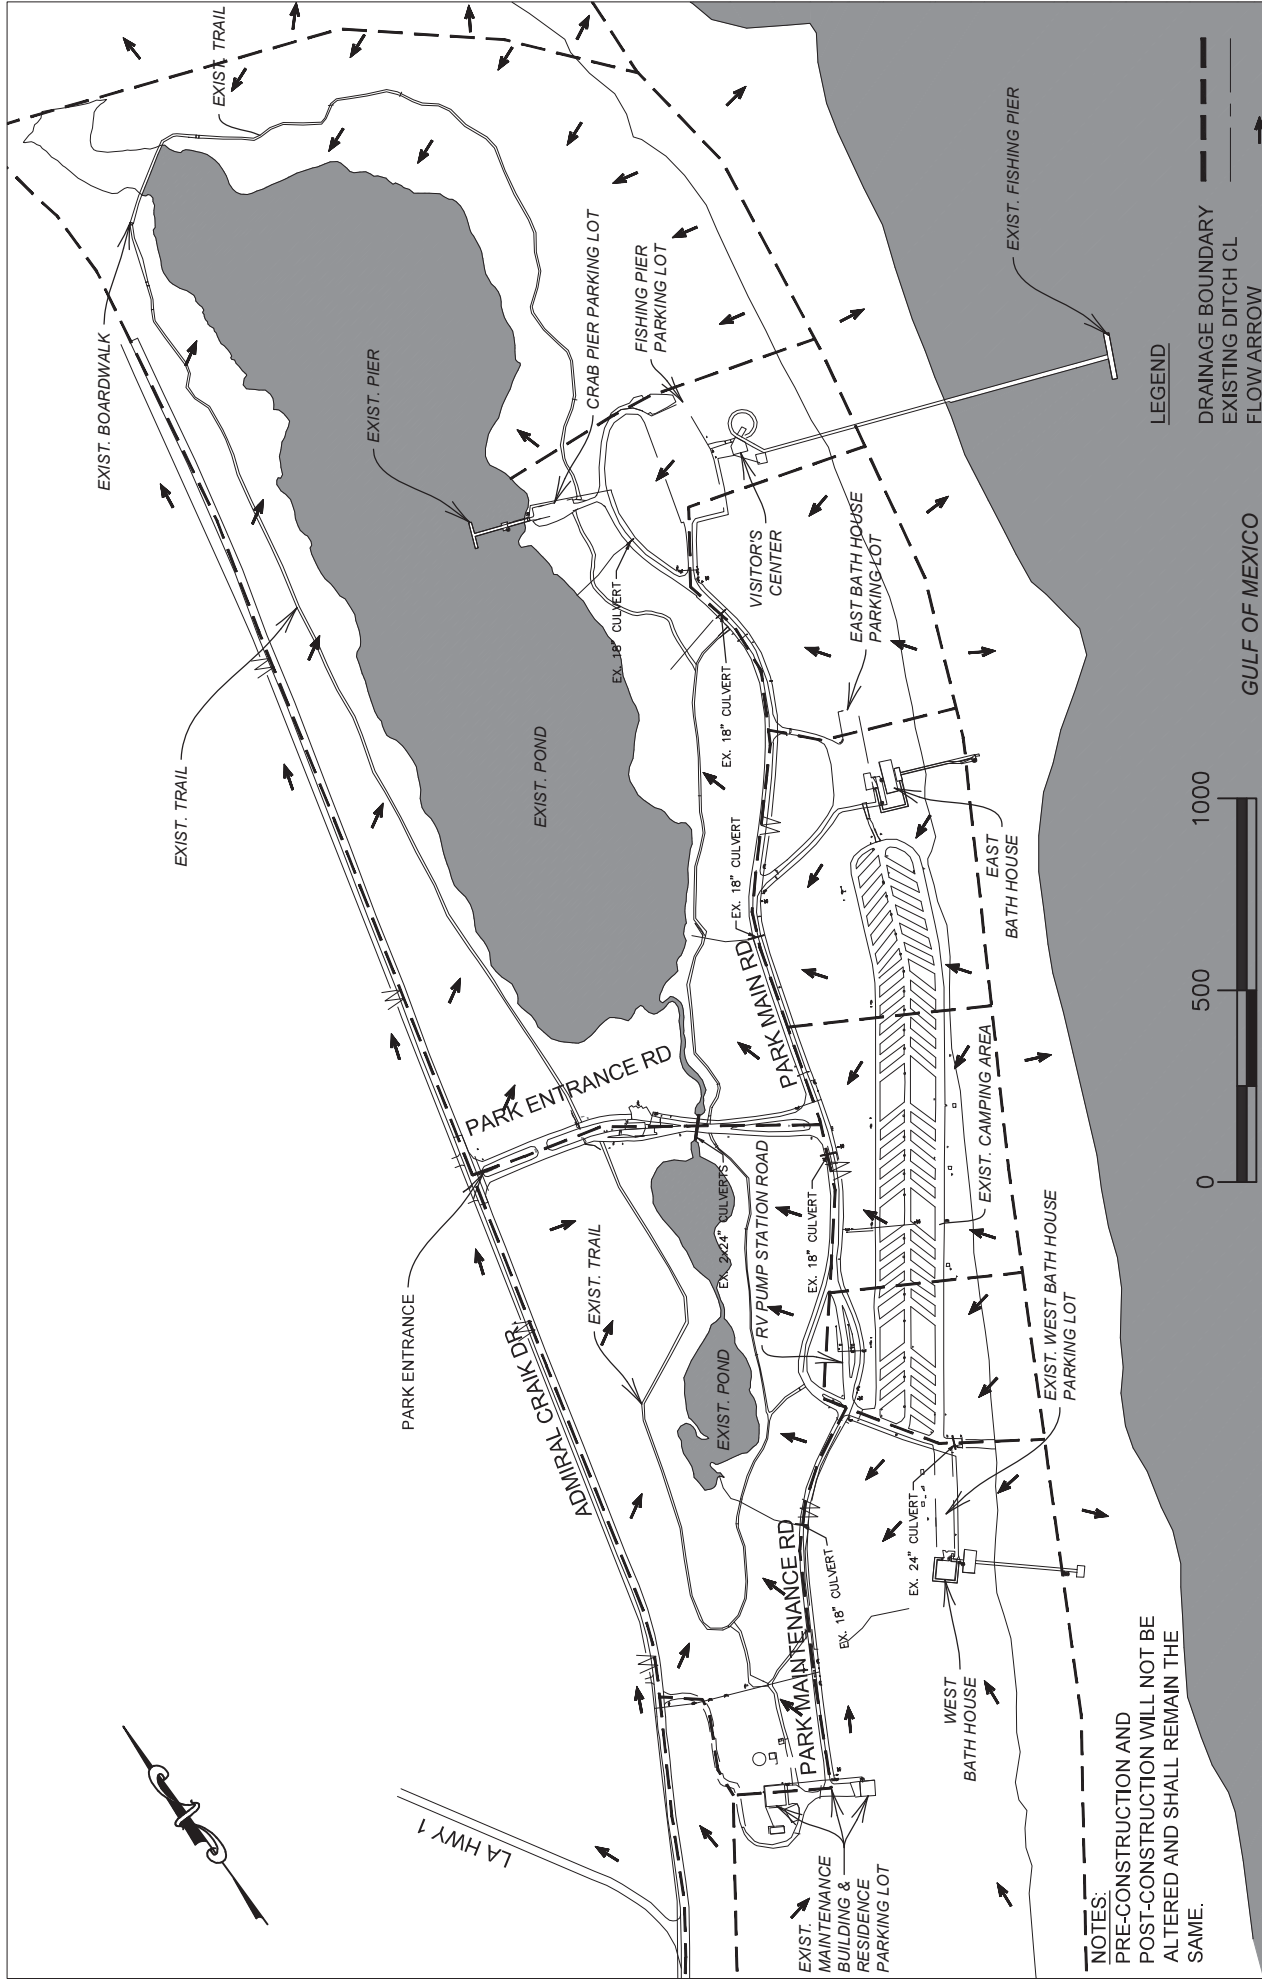 EXIST. TRAIL
EXIST. BOARDWALK
EXIST. PIER
CRAB PIER PARKING LOT
FISHING PIER
PARKING LOT
EXIST. FISHING PIER
EXIST. TRAIL
EXIST. POND
EX. 18" CULVERT
EX. 18" CULVERT
EX. 18" CULVERT
VISITOR'S
CENTER
EAST BATH HOUSE
PARKING LOT
EAST
BATH HOUSE
PARK ENTRANCE RD
PARK MAIN RD
PARK ENTRANCE
ADMIRAL CRAIK DR
EXIST. TRAIL
EX. 2x24" CULVERTS
RV PUMP STATION ROAD
EX. 18" CULVERT
EXIST. POND
EXIST. CAMPING AREA
EXIST. WEST BATH HOUSE
PARKING LOT
EX. 24" CULVERT
EX. 18" CULVERT
PARK MAINTENANCE RD
WEST
BATH HOUSE
LA HWY 1
EXIST.
MAINTENANCE
BUILDING &
RESIDENCE
PARKING LOT
NOTES:
PRE-CONSTRUCTION AND
POST-CONSTRUCTION WILL NOT BE
ALTERED AND SHALL REMAIN THE
SAME.
0 500 1000
GULF OF MEXICO
LEGEND
DRAINAGE BOUNDARY
EXISTING DITCH CL
FLOW ARROW